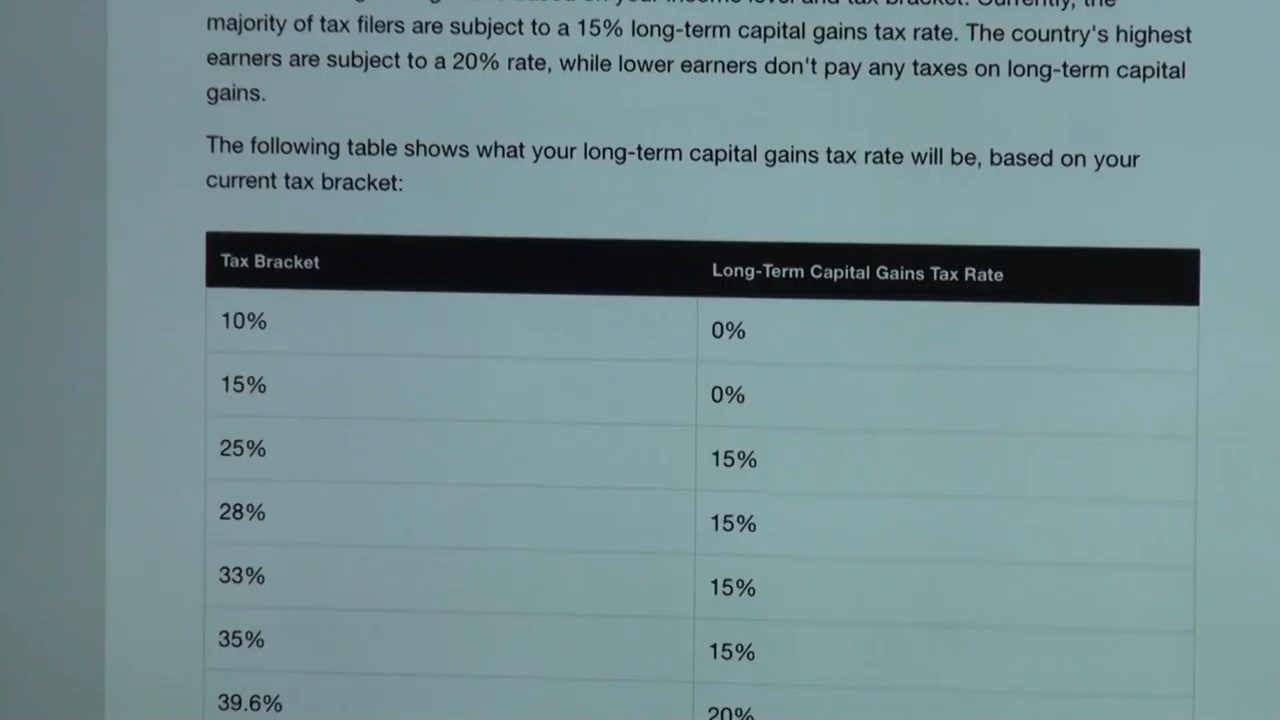 majority of tax filers are subject to a 15% long-term capital gains tax rate. The country's highest
earners are subject to a 20% rate, while lower earners don't pay any taxes on long-term capital
gains.
The following table shows what your long-term capital gains tax rate will be, based on your
current tax bracket:
Tax Bracket Long-Term Capital Gains Tax Rate
10% 0%
15% 0%
25% 15%
28% 15%
33% 15%
35% 15%
39.6% 20%